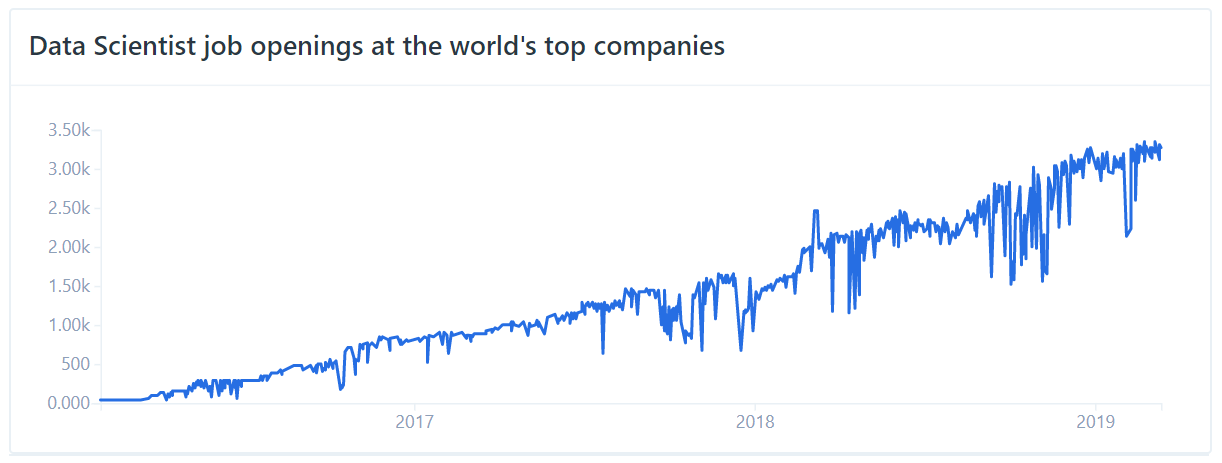 Data Scientist job openings at the world's top companies
3.50k
3.00k
2.50k
2.00k
1.50k
1.00k
500
0.000
2017 2018 2019